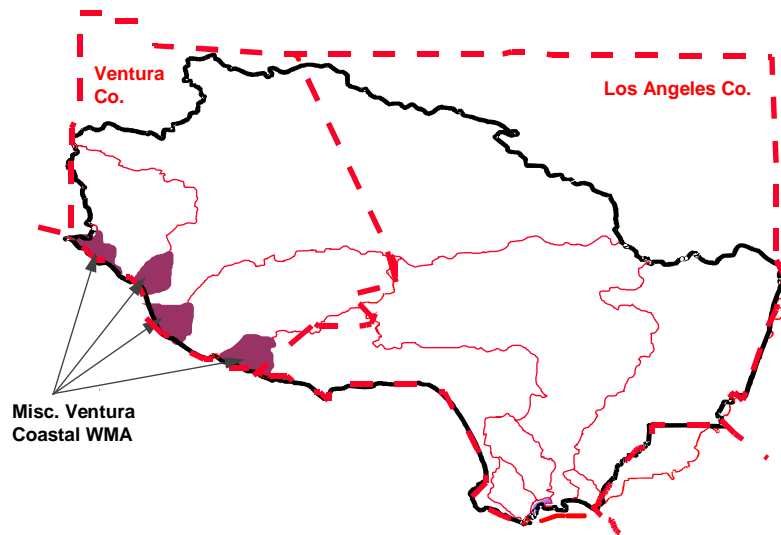 Ventura
Co.
Los Angeles Co.
Misc. Ventura
Coastal WMA